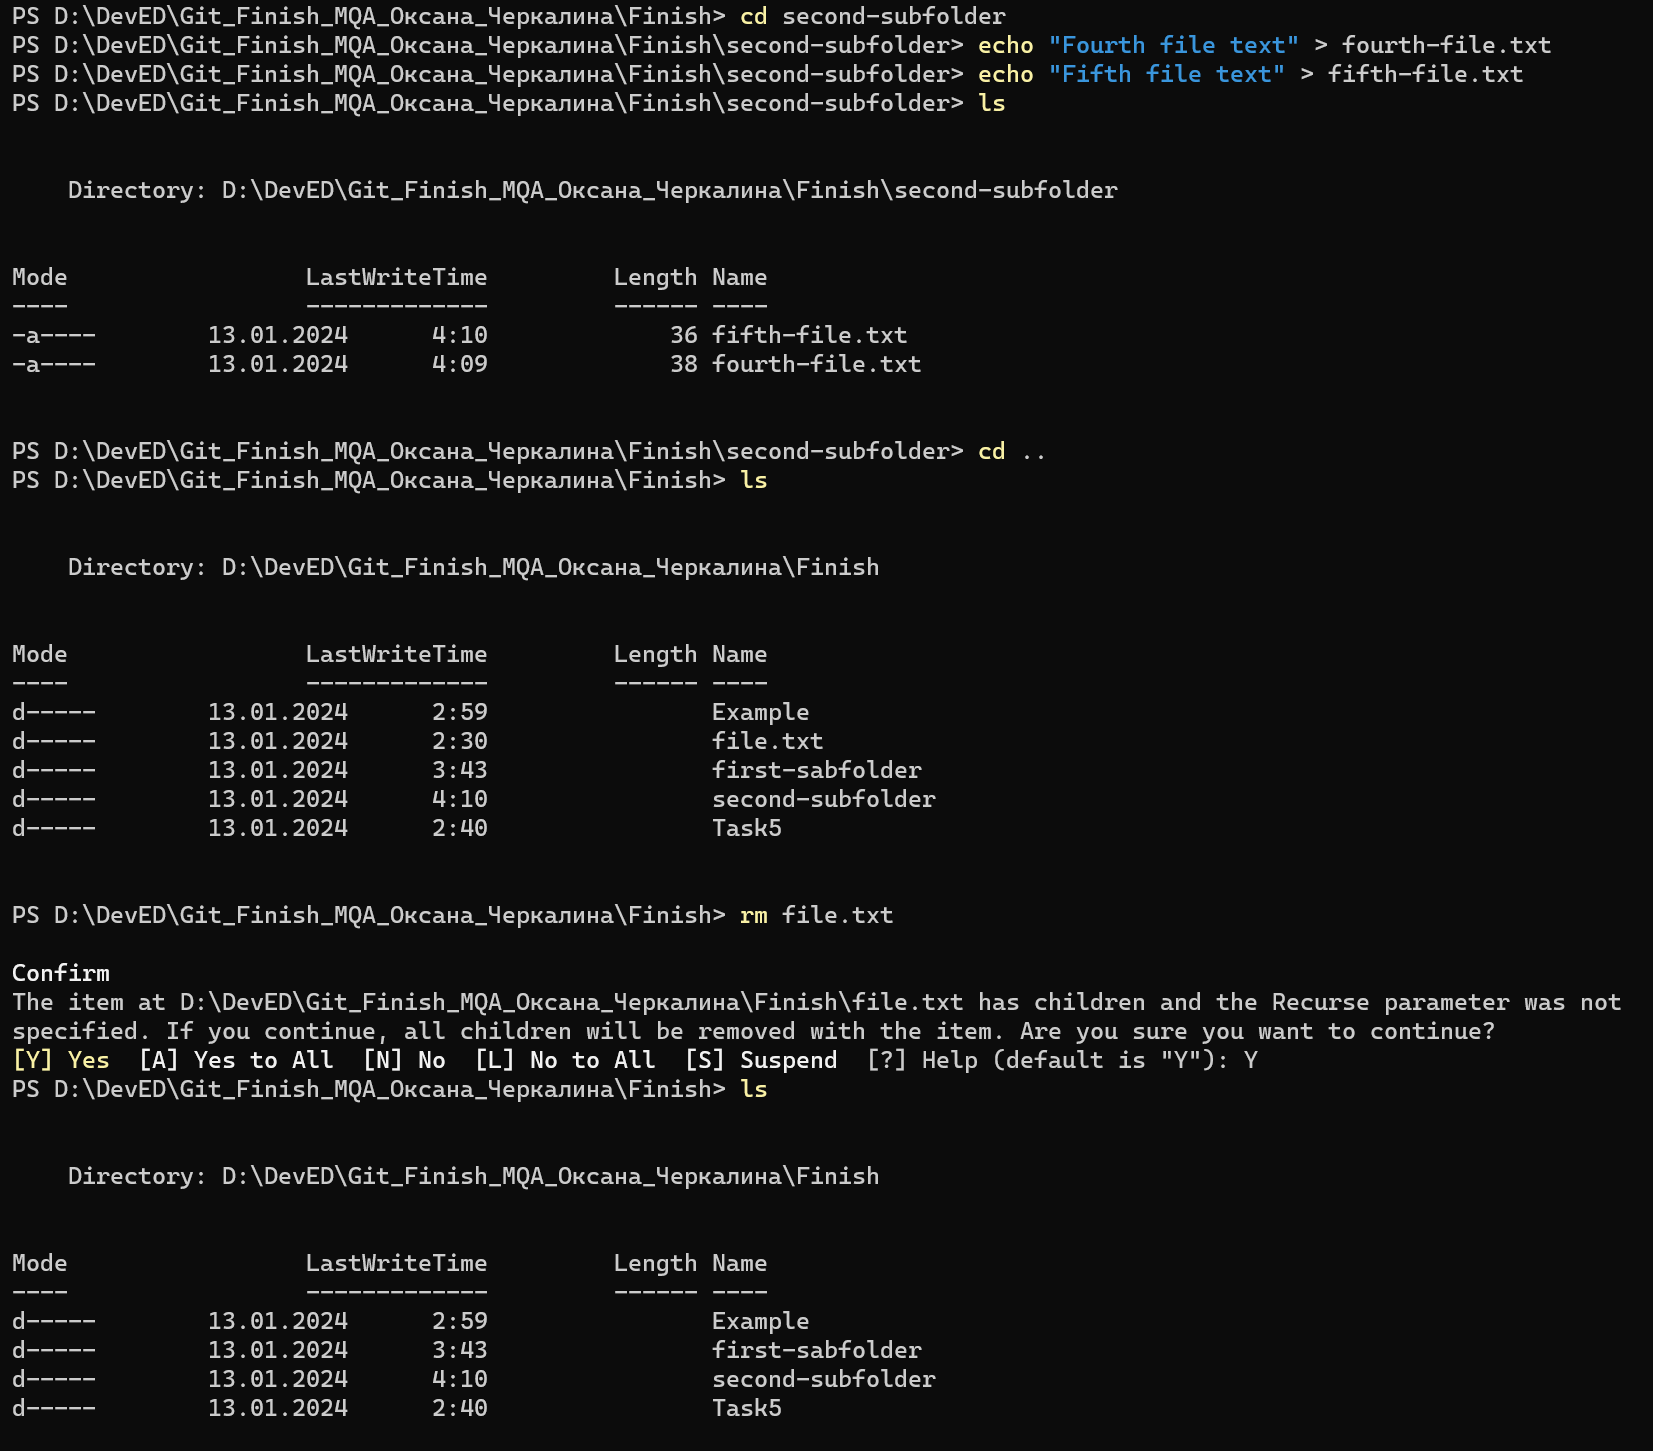 PS D:\DevED\Git_Finish_MQA_Оксана_Черкалина\Finish> cd second-subfolder
PS D:\DevED\Git_Finish_MQA_Оксана_Черкалина\Finish\second-subfolder> echo "Fourth file text" > fourth-file.txt
PS D:\DevED\Git_Finish_MQA_Оксана_Черкалина\Finish\second-subfolder> echo "Fifth file text" > fifth-file.txt
PS D:\DevED\Git_Finish_MQA_Оксана_Черкалина\Finish\second-subfolder> ls
    Directory: D:\DevED\Git_Finish_MQA_Оксана_Черкалина\Finish\second-subfolder
Mode                 LastWriteTime         Length Name
----                 -------------         ------ ----
-a----        13.01.2024      4:10             36 fifth-file.txt
-a----        13.01.2024      4:09             38 fourth-file.txt
PS D:\DevED\Git_Finish_MQA_Оксана_Черкалина\Finish\second-subfolder> cd ..
PS D:\DevED\Git_Finish_MQA_Оксана_Черкалина\Finish> ls
    Directory: D:\DevED\Git_Finish_MQA_Оксана_Черкалина\Finish
Mode                 LastWriteTime         Length Name
----                 -------------         ------ ----
d-----        13.01.2024      2:59                Example
d-----        13.01.2024      2:30                file.txt
d-----        13.01.2024      3:43                first-sabfolder
d-----        13.01.2024      4:10                second-subfolder
d-----        13.01.2024      2:40                Task5
PS D:\DevED\Git_Finish_MQA_Оксана_Черкалина\Finish> rm file.txt
Confirm
The item at D:\DevED\Git_Finish_MQA_Оксана_Черкалина\Finish\file.txt has children and the Recurse parameter was not
specified. If you continue, all children will be removed with the item. Are you sure you want to continue?
[Y] Yes  [A] Yes to All  [N] No  [L] No to All  [S] Suspend  [?] Help (default is "Y"): Y
PS D:\DevED\Git_Finish_MQA_Оксана_Черкалина\Finish> ls
    Directory: D:\DevED\Git_Finish_MQA_Оксана_Черкалина\Finish
Mode                 LastWriteTime         Length Name
----                 -------------         ------ ----
d-----        13.01.2024      2:59                Example
d-----        13.01.2024      3:43                first-sabfolder
d-----        13.01.2024      4:10                second-subfolder
d-----        13.01.2024      2:40                Task5